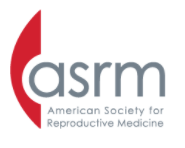 asrm
American Society for
Reproductive Medicine